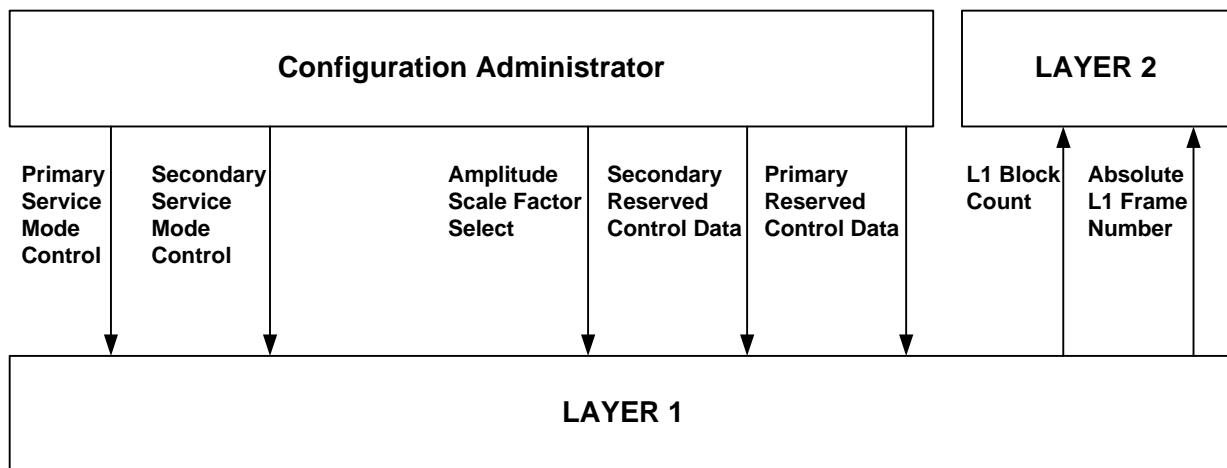 Configuration Administrator
LAYER 2
Primary
Service
Mode
Control
Secondary
Service
Mode
Control
Amplitude
Scale Factor
Select
Secondary
Reserved
Control Data
Primary
Reserved
Control Data
L1 Block
Count
Absolute
L1 Frame
Number
LAYER 1